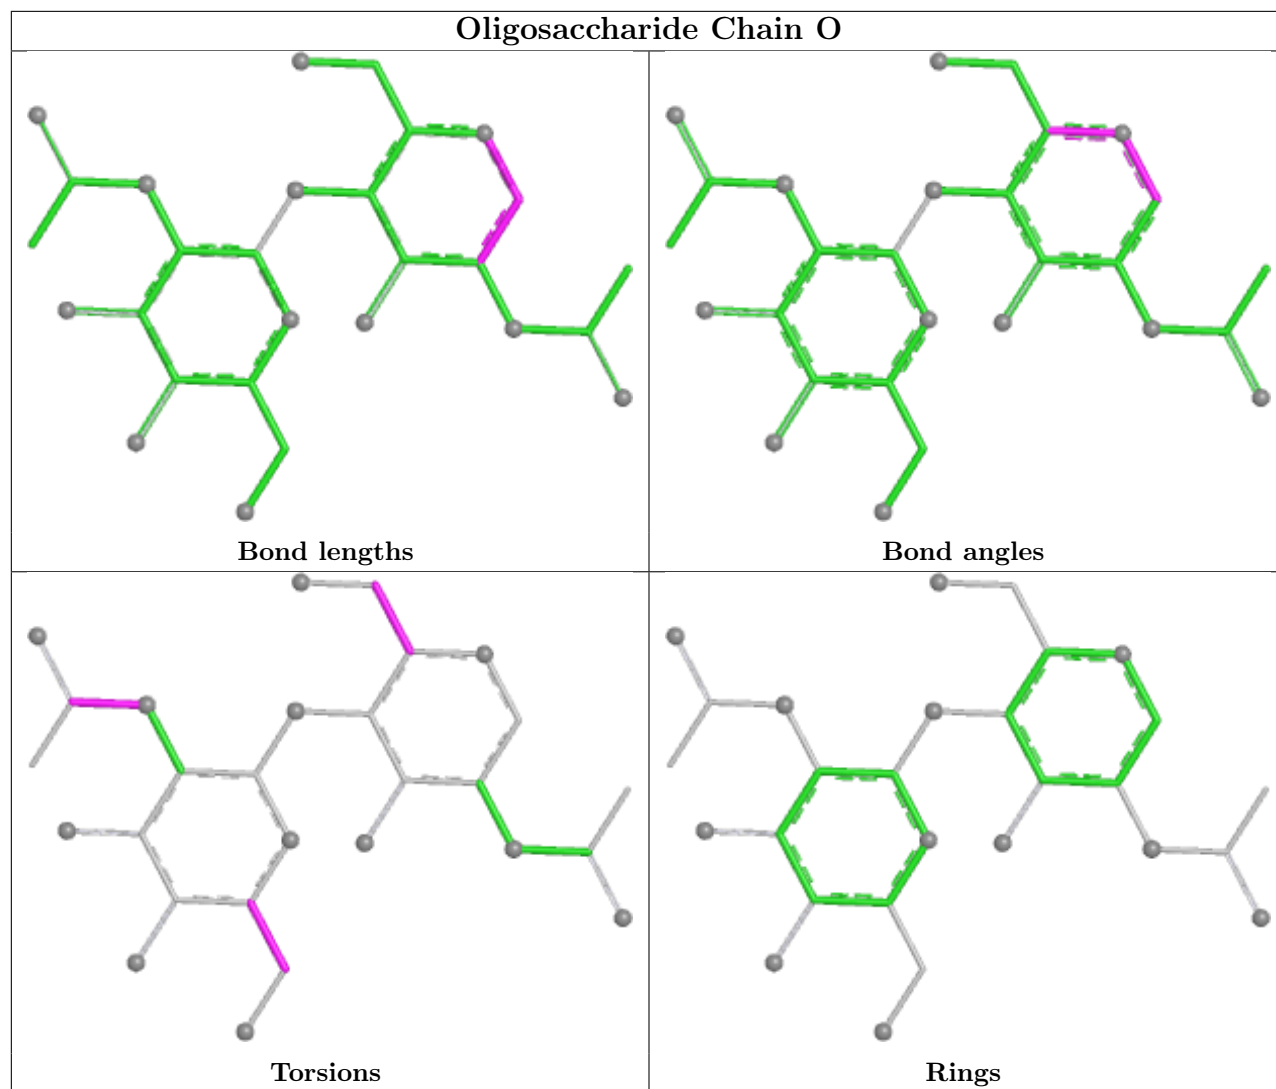 Oligosaccharide Chain O
Bond lengths
Bond angles
Torsions
Rings